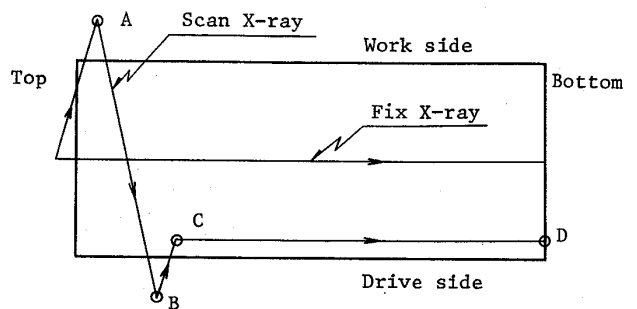 A
Scan X-ray
Work side
Top
Bottom
Fix X-ray
C
D
Drive side
B